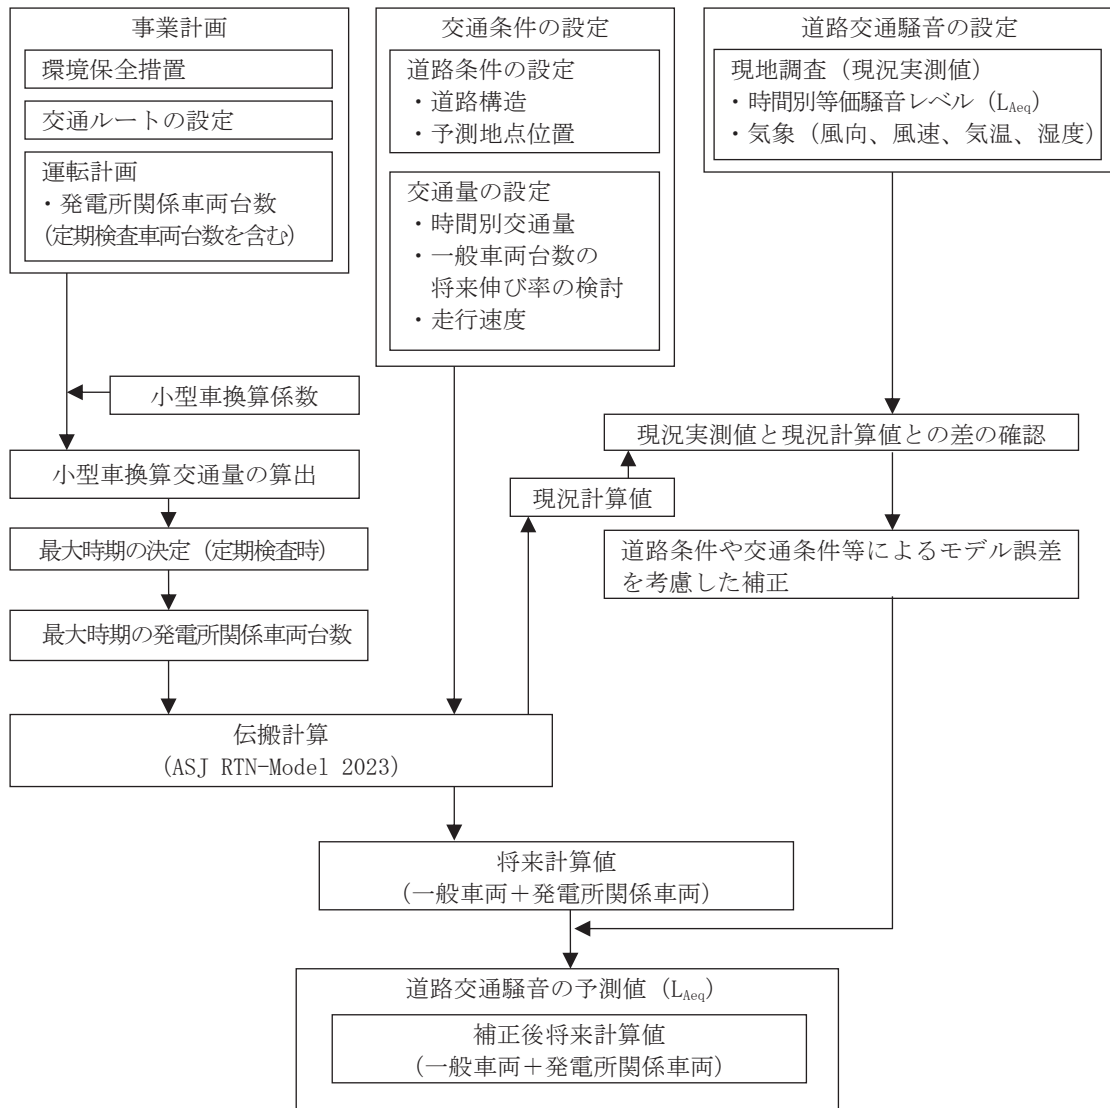 事業計画
環境保全措置
交通ルートの設定
運転計画
・発電所関係車両台数
(定期検査車両台数を含む)
交通条件の設定
道路条件の設定
・道路構造
・予測地点位置
交通量の設定
・時間別交通量
・一般車両台数の
将来伸び率の検討
・走行速度
道路交通騒音の設定
現地調査（現況実測値）
・時間別等価騒音レベル（LAeq）
・気象（風向、風速、気温、湿度）
小型車換算係数
小型車換算交通量の算出
最大時期の決定（定期検査時）
最大時期の発電所関係車両台数
現況実測値と現況計算値との差の確認
現況計算値
道路条件や交通条件等によるモデル誤差
を考慮した補正
伝搬計算
（ASJ RTN-Model 2023）
将来計算値
（一般車両＋発電所関係車両）
道路交通騒音の予測値（LAeq）
補正後将来計算値
（一般車両＋発電所関係車両）